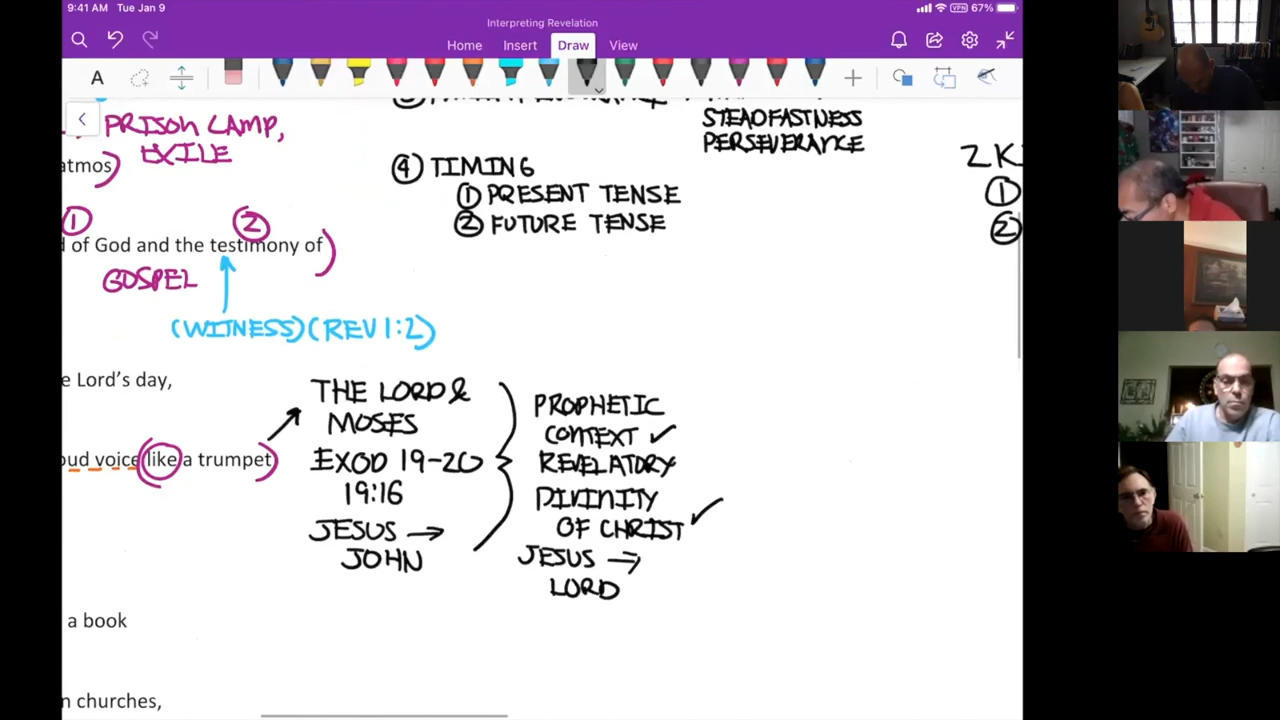 9:41 AM Tue Jan 9
VPN 67%
Interpreting Revelation
Home Insert Draw View
A
PRISON CAMP,
EXILE
atmos)
STEADFASTNESS
PERSEVERANCE
④ TIMING
① PRESENT TENSE
② FUTURE TENSE
2 K
①
②
① ②
d of God and the testimony of)
GOSPEL
(WITNESS)(REV 1:2)
e Lord's day,
oud voice (like a trumpet)
THE LORD &
MOSES
EXOD 19-20
19:16
JESUS →
JOHN
PROPHETIC
CONTEXT ✓
REVELATORY
DIVINITY
OF CHRIST ✓
JESUS →
LORD
a book
n churches,